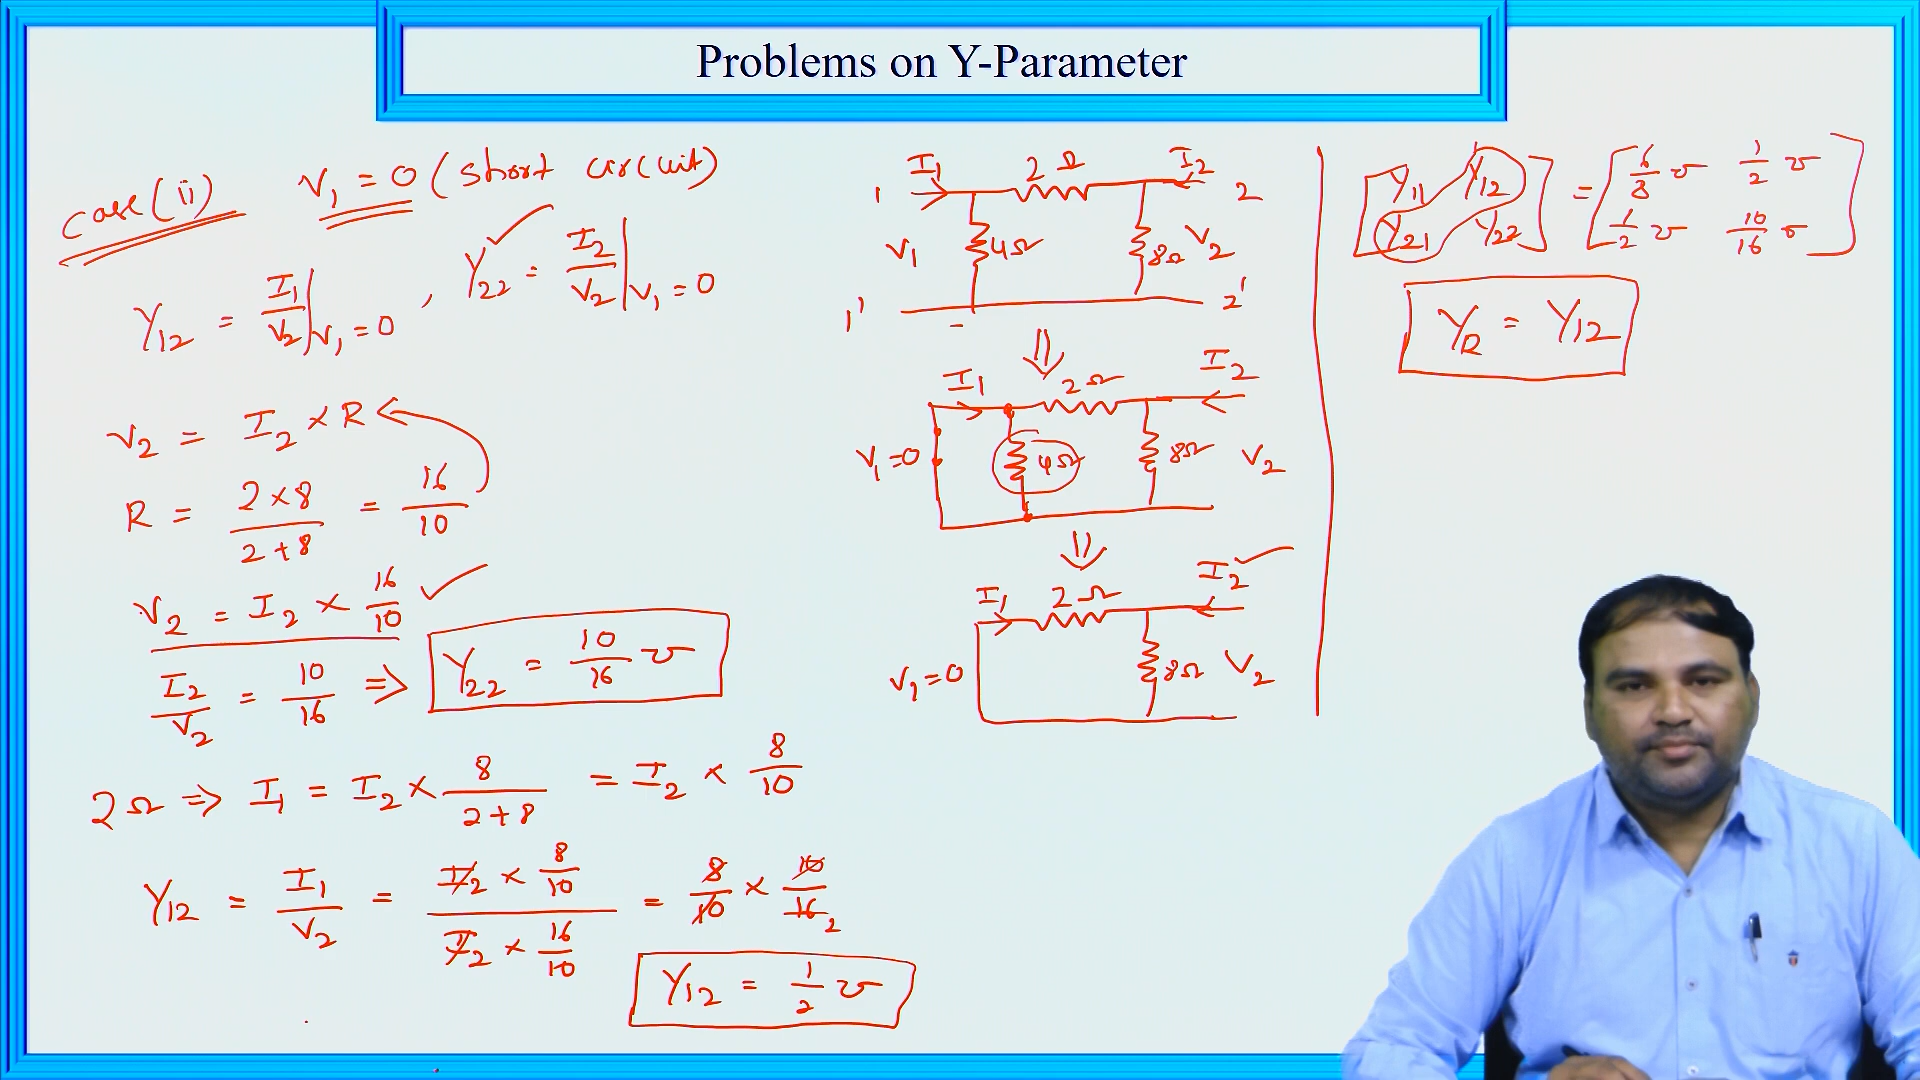 Problems on Y-Parameter
case(ii) V₁ = 0 (short circuit)
Y₁₂ = I₁/V₂ |V₁ = 0 , Y₂₂ = I₂/V₂ |V₁ = 0 ✓
V₂ = I₂ × R
R = (2×8)/(2+8) = 16/10
V₂ = I₂ × 16/10 ✓
I₂/V₂ = 10/16 ⇒ Y₂₂ = 10/16 ℧
2Ω ⇒ I₁ = I₂ × 8/(2+8) = I₂ × 8/10
Y₁₂ = I₁/V₂ = (I₂ × 8/10)/(I₂ × 16/10) = 8/10 × 10/16 2
Y₁₂ = 1/2 ℧
I₁ 2Ω I₂
1 2
V₁ 4Ω 8Ω V₂
1' - 2'
⇓
I₁ 2Ω I₂
V₁=0 4Ω 8Ω V₂
⇓
I₁ 2Ω I₂ ✓
V₁=0 8Ω V₂
[Y₁₁ Y₁₂ = [6/8 ℧ 1/2 ℧
Y₂₁ Y₂₂] 1/2 ℧ 10/16 ℧]
Y₁₂